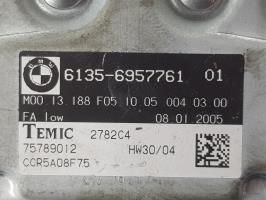 BMW
6135-6957761 01
M00 13 188 F05 10 05 004 03 00
FA low 08 01 2005
TEMIC 2782C4
75789012 HW30/04
CCR5A08F75